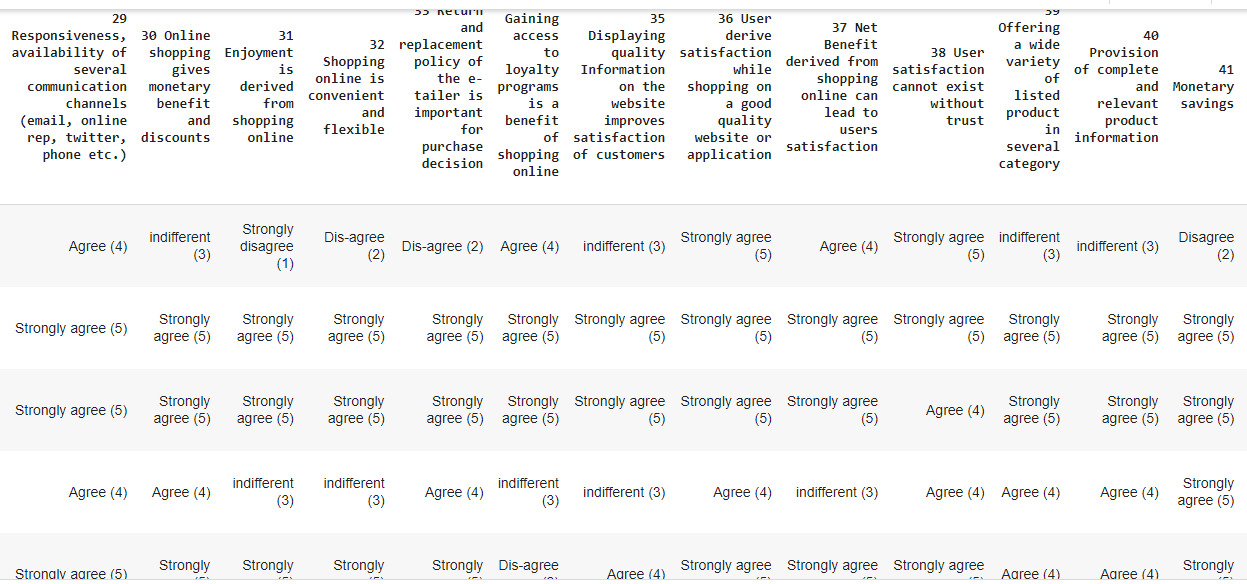 29
Responsiveness,
availability of
several
communication
channels
(email, online
rep, twitter,
phone etc.)
30 Online
shopping
gives
monetary
benefit
and
discounts
31
Enjoyment
is
derived
from
shopping
online
32
Shopping
online is
convenient
and
flexible
33 Return
and
replacement
policy of
the e-
tailer is
important
for
purchase
decision
Gaining
access
to
loyalty
programs
is a
benefit
of
shopping
online
35
Displaying
quality
Information
on the
website
improves
satisfaction
of customers
36 User
derive
satisfaction
while
shopping on
a good
quality
website or
application
37 Net
Benefit
derived from
shopping
online can
lead to
users
satisfaction
38 User
satisfaction
cannot exist
without
trust
39
Offering
a wide
variety
of
listed
product
in
several
category
40
Provision
of complete
and
relevant
product
information
41
Monetary
savings
Agree (4)
indifferent
(3)
Strongly
disagree
(1)
Dis-agree
(2)
Dis-agree (2)
Agree (4)
indifferent (3)
Strongly agree
(5)
Agree (4)
Strongly agree
(5)
indifferent
(3)
indifferent (3)
Disagree
(2)
Strongly agree (5)
Strongly
agree (5)
Strongly
agree (5)
Strongly
agree (5)
Strongly
agree (5)
Strongly
agree (5)
Strongly agree
(5)
Strongly agree
(5)
Strongly agree
(5)
Strongly agree
(5)
Strongly
agree (5)
Strongly
agree (5)
Strongly
agree (5)
Strongly agree (5)
Strongly
agree (5)
Strongly
agree (5)
Strongly
agree (5)
Strongly
agree (5)
Strongly
agree (5)
Strongly agree
(5)
Strongly agree
(5)
Strongly agree
(5)
Agree (4)
Strongly
agree (5)
Strongly
agree (5)
Strongly
agree (5)
Agree (4)
Agree (4)
indifferent
(3)
indifferent
(3)
Agree (4)
indifferent
(3)
indifferent (3)
Agree (4)
indifferent (3)
Agree (4)
Agree (4)
Agree (4)
Strongly
agree (5)
Strongly agree (5)
Strongly
Strongly
Strongly
Strongly
Dis-agree
Agree (4)
Strongly agree
Strongly agree
Strongly agree
Agree (4)
Agree (4)
Strongly